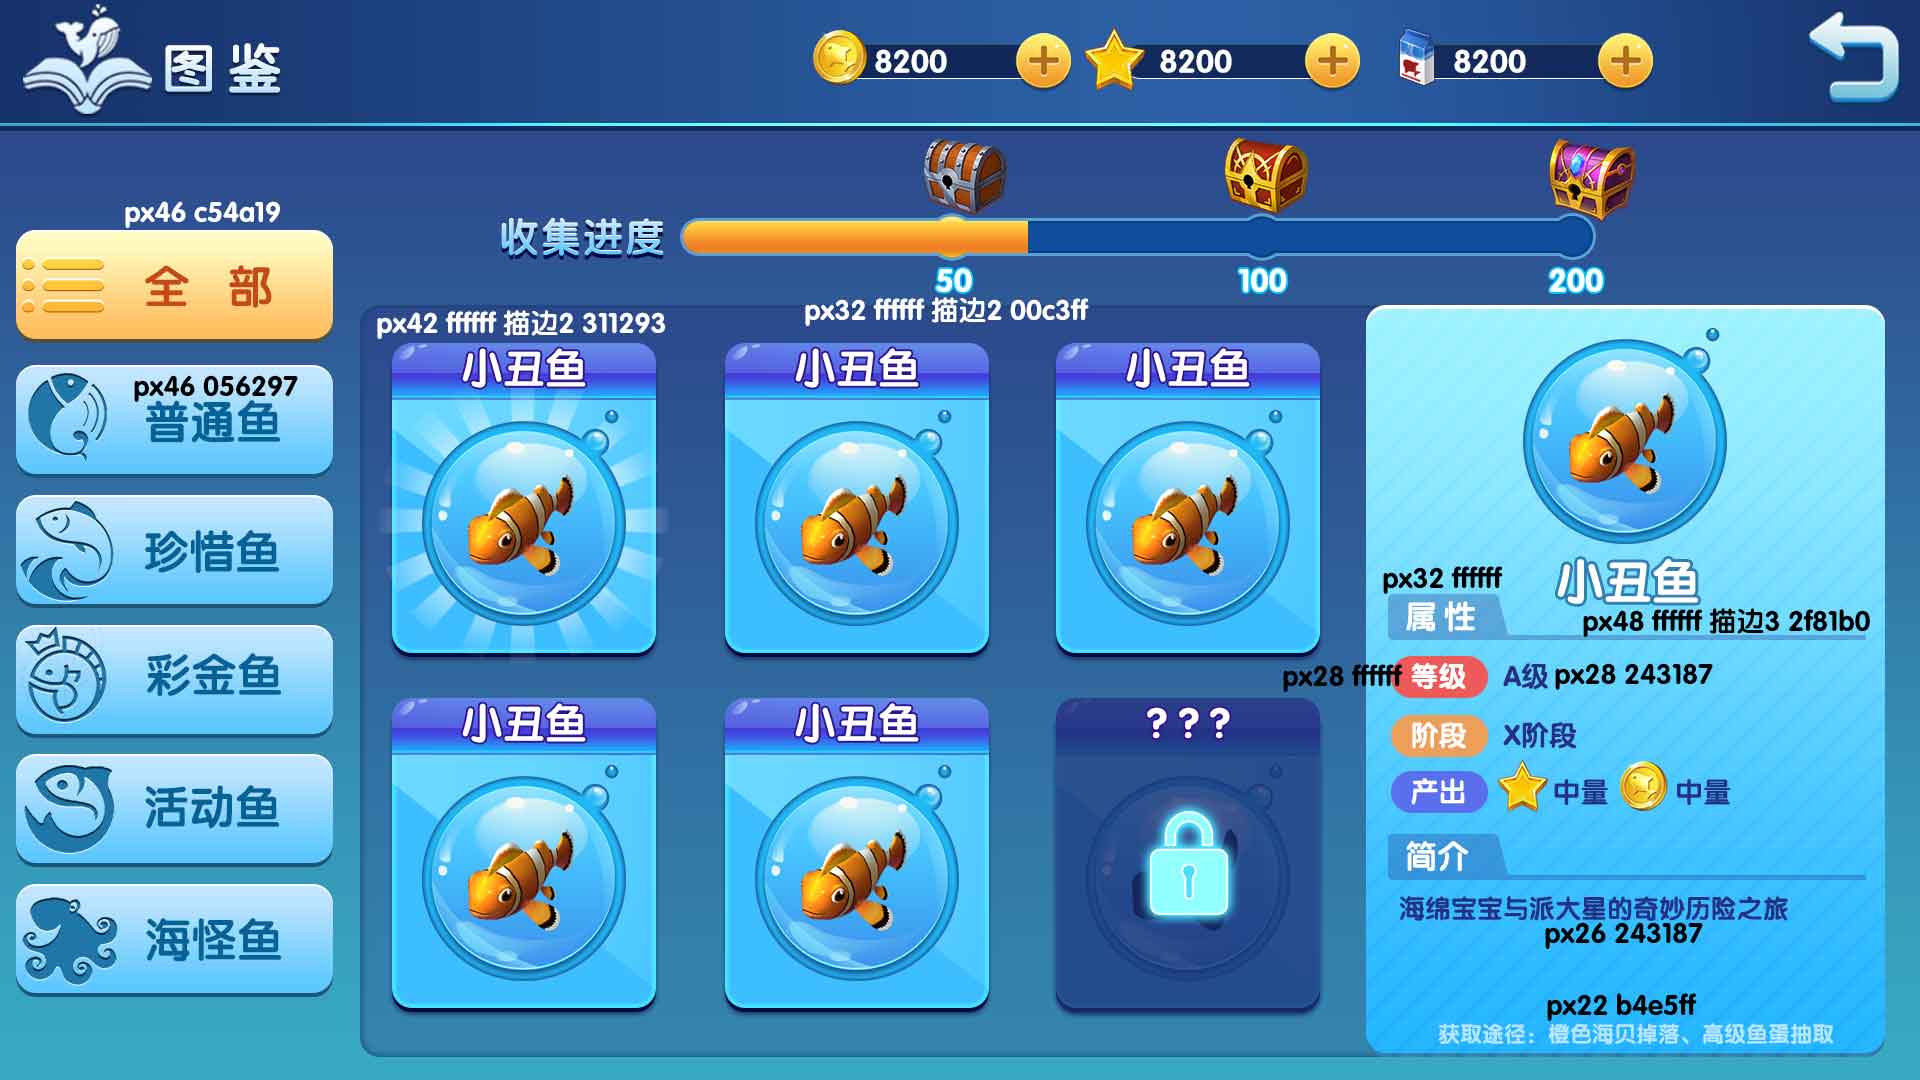 图鉴
8200
8200
8200
px46 c54a19
全 部
px46 056297
普通鱼
珍惜鱼
彩金鱼
活动鱼
海怪鱼
收集进度
50
100
200
px42 ffffff 描边2 311293
px32 ffffff 描边2 00c3ff
小丑鱼
小丑鱼
小丑鱼
小丑鱼
小丑鱼
???
小丑鱼
px32 ffffff
px48 ffffff 描边3 2f81b0
属性
px28 ffffff
等级
A级
px28 243187
阶段
X阶段
产出
中量
中量
简介
海绵宝宝与派大星的奇妙历险之旅
px26 243187
px22 b4e5ff
获取途径：橙色海贝掉落、高级鱼蛋抽取